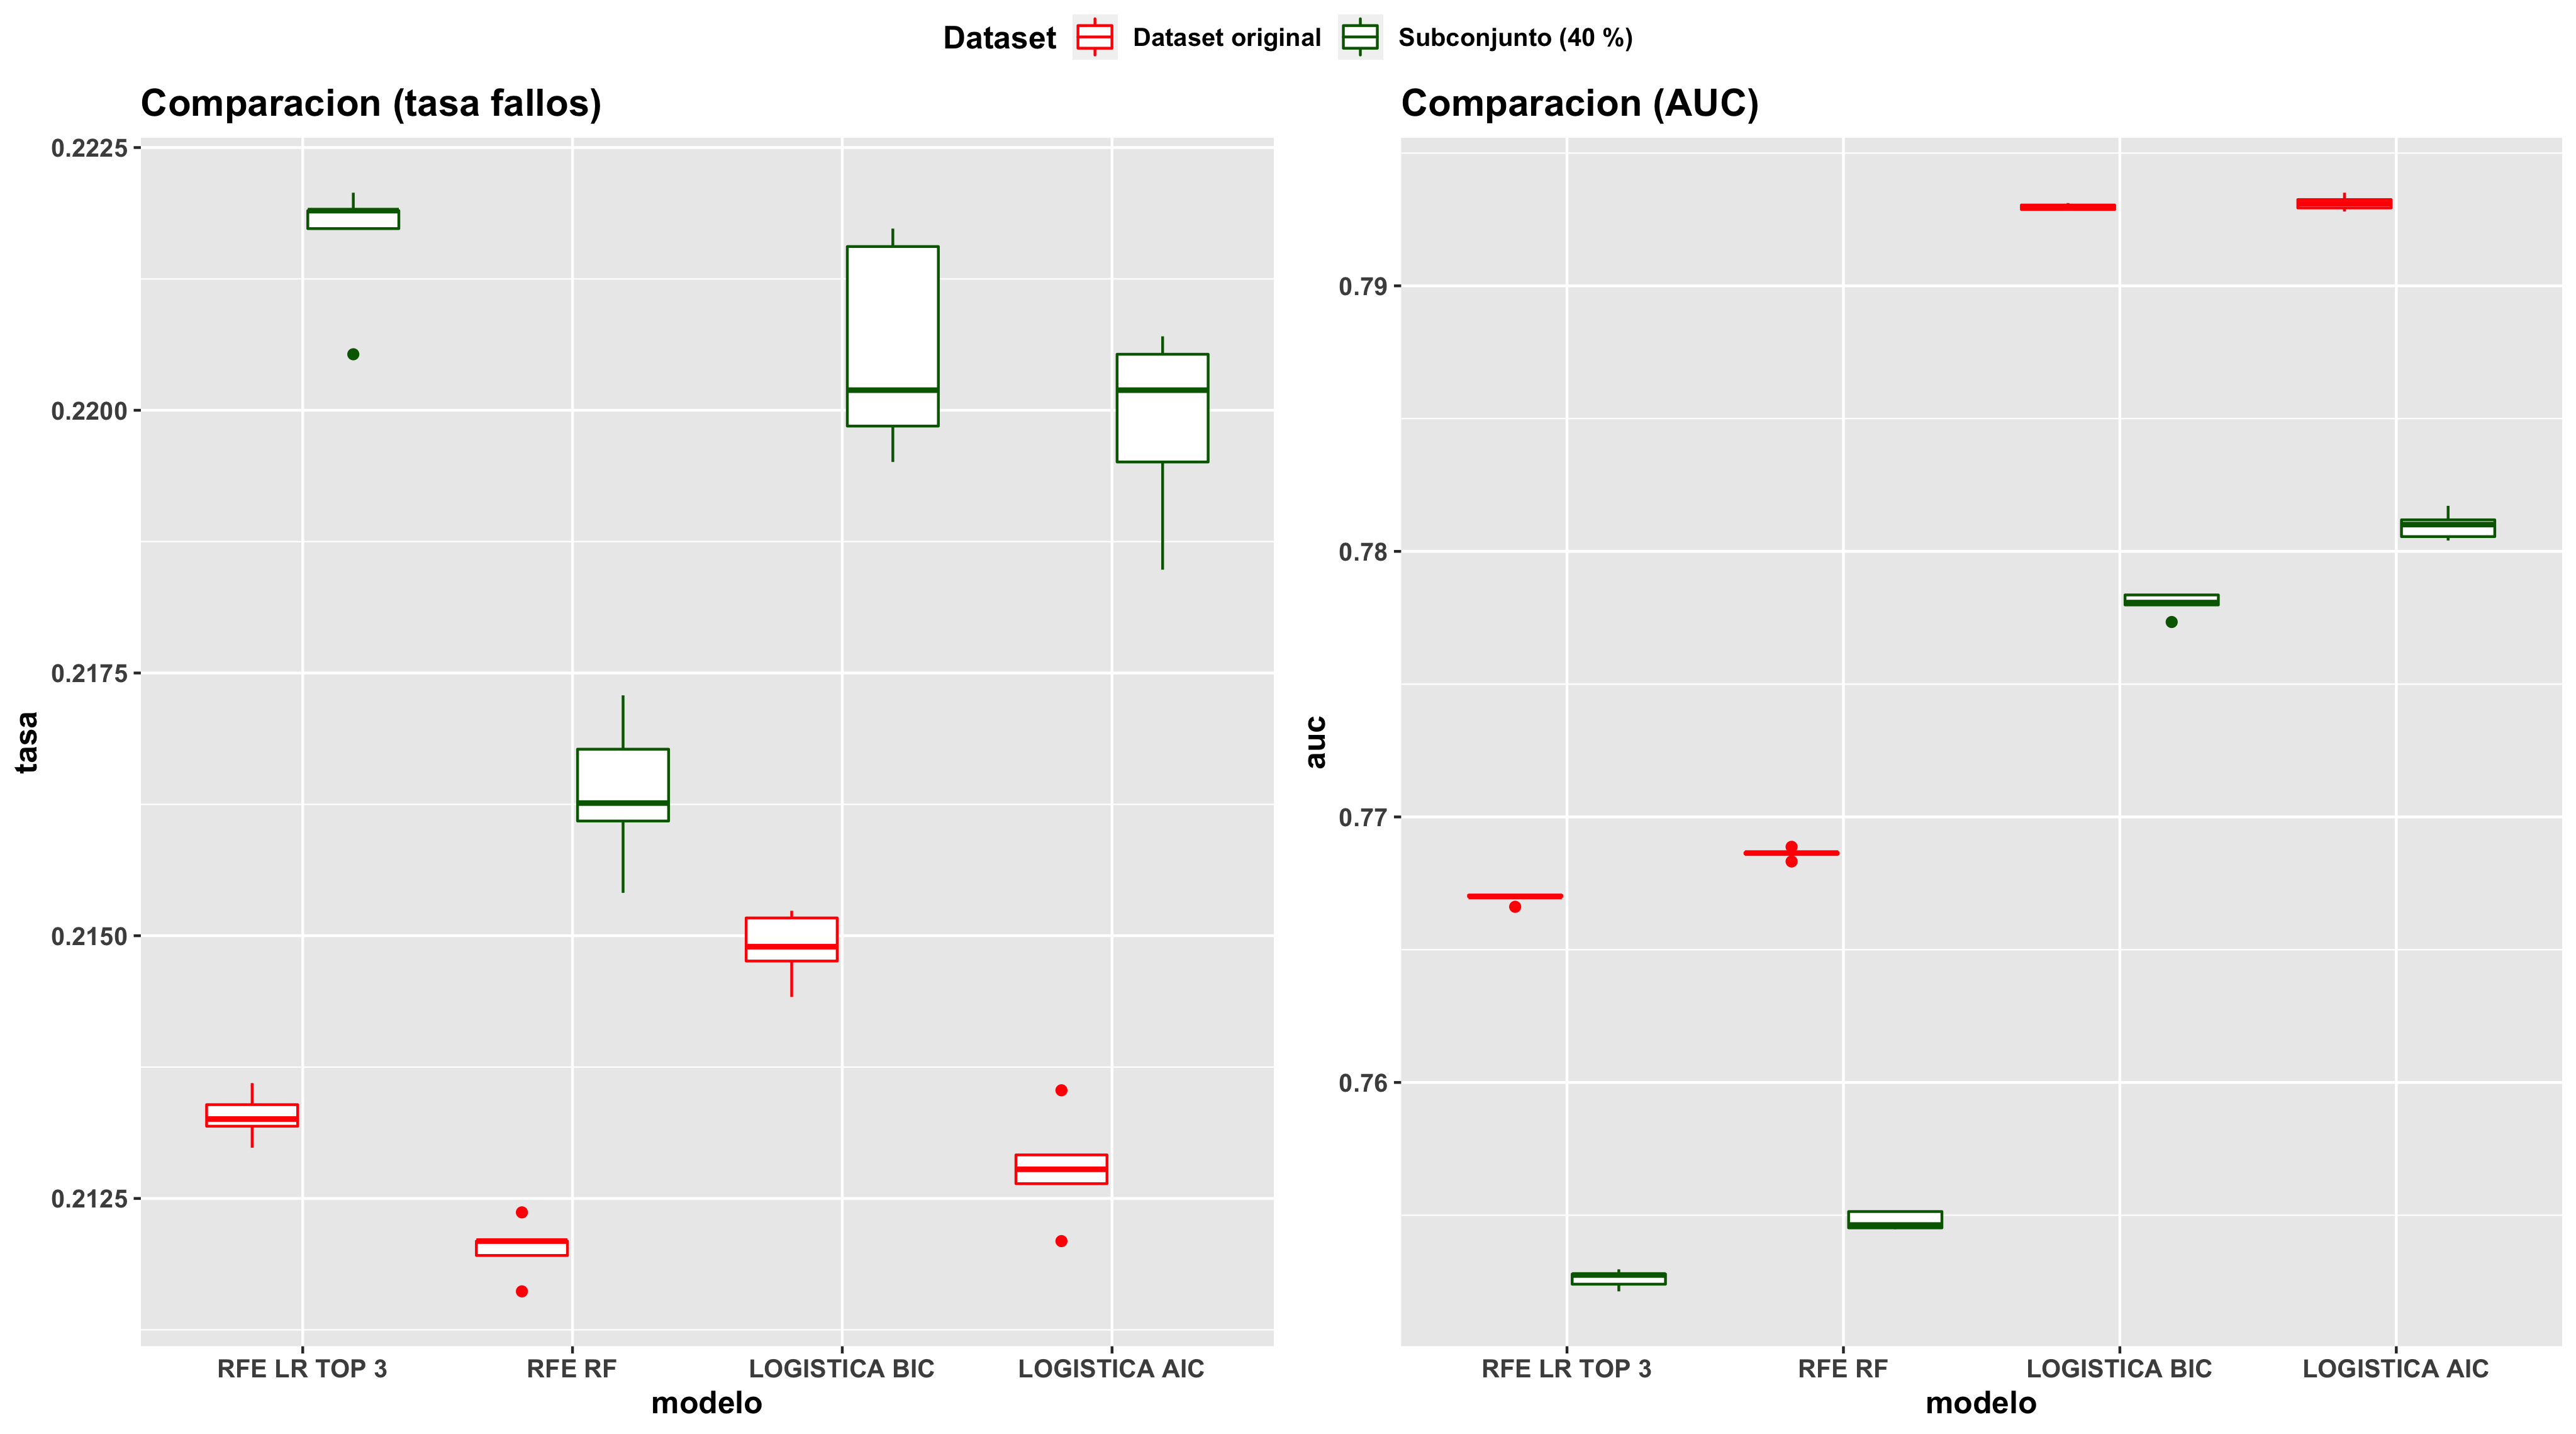 Dataset Dataset original Subconjunto (40 %)
Comparacion (tasa fallos)
0.2225
0.2200
0.2175
0.2150
0.2125
tasa
RFE LR TOP 3 RFE RF LOGISTICA BIC LOGISTICA AIC
modelo
Comparacion (AUC)
0.79
0.78
0.77
0.76
auc
RFE LR TOP 3 RFE RF LOGISTICA BIC LOGISTICA AIC
modelo